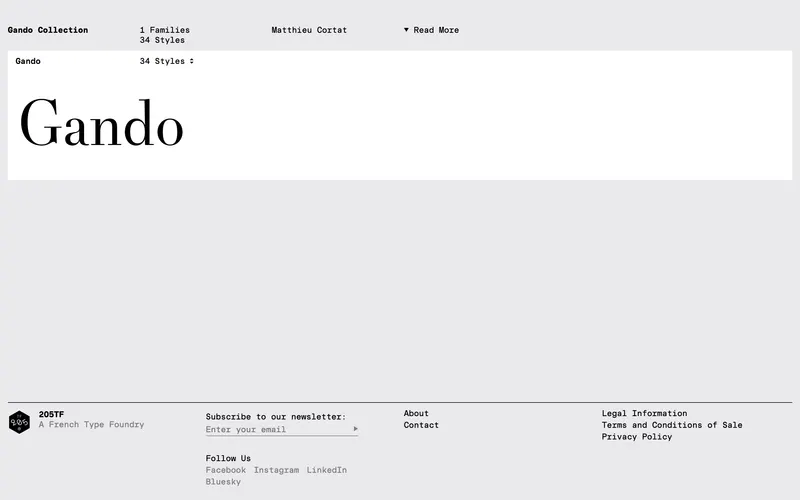 Gando Collection
1 Families
34 Styles
Matthieu Cortat
▼ Read More
Gando
34 Styles
Gando
205
205TF
A French Type Foundry
Subscribe to our newsletter:
Enter your email
Follow Us
Facebook Instagram LinkedIn
Bluesky
About
Contact
Legal Information
Terms and Conditions of Sale
Privacy Policy